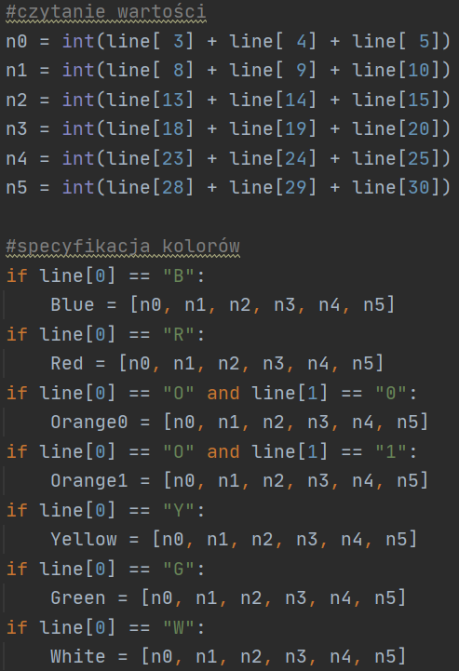 #czytanie wartości
n0 = int(line[ 3] + line[ 4] + line[ 5])
n1 = int(line[ 8] + line[ 9] + line[10])
n2 = int(line[13] + line[14] + line[15])
n3 = int(line[18] + line[19] + line[20])
n4 = int(line[23] + line[24] + line[25])
n5 = int(line[28] + line[29] + line[30])

#specyfikacja kolorów
if line[0] == "B":
    Blue = [n0, n1, n2, n3, n4, n5]
if line[0] == "R":
    Red = [n0, n1, n2, n3, n4, n5]
if line[0] == "O" and line[1] == "0":
    Orange0 = [n0, n1, n2, n3, n4, n5]
if line[0] == "O" and line[1] == "1":
    Orange1 = [n0, n1, n2, n3, n4, n5]
if line[0] == "Y":
    Yellow = [n0, n1, n2, n3, n4, n5]
if line[0] == "G":
    Green = [n0, n1, n2, n3, n4, n5]
if line[0] == "W":
    White = [n0, n1, n2, n3, n4, n5]